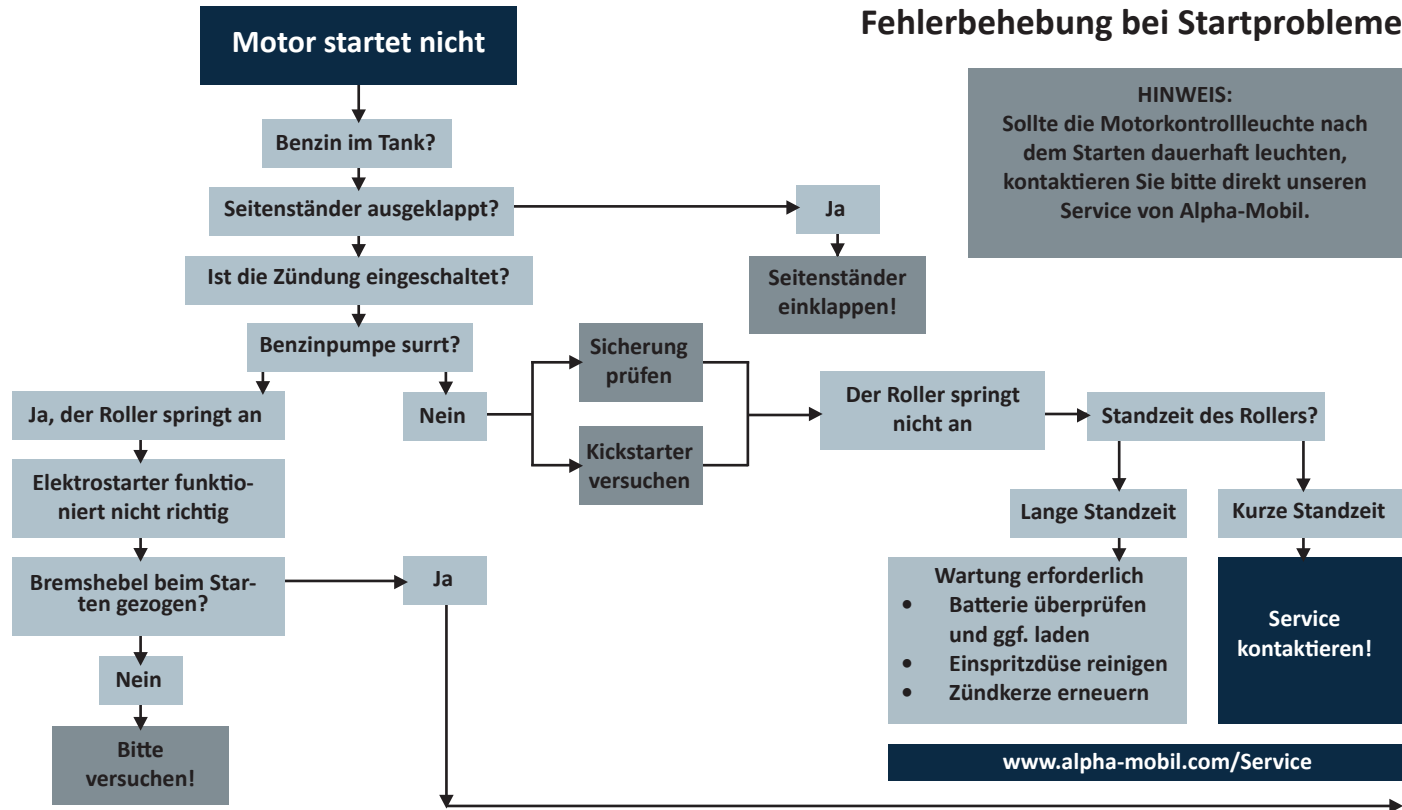 Fehlerbehebung bei Startprobleme
Motor startet nicht
HINWEIS:
Sollte die Motorkontrollleuchte nach
dem Starten dauerhaft leuchten,
kontaktieren Sie bitte direkt unseren
Service von Alpha-Mobil.
Benzin im Tank?
Seitenständer ausgeklappt?
Ja
Seitenständer
einklappen!
Ist die Zündung eingeschaltet?
Benzinpumpe surrt?
Ja, der Roller springt an
Nein
Sicherung
prüfen
Kickstarter
versuchen
Der Roller springt
nicht an
Standzeit des Rollers?
Elektrostarter funktio-
niert nicht richtig
Lange Standzeit
Kurze Standzeit
Bremshebel beim Star-
ten gezogen?
Ja
Wartung erforderlich
• Batterie überprüfen
und ggf. laden
• Einspritzdüse reinigen
• Zündkerze erneuern
Service
kontaktieren!
Nein
Bitte
versuchen!
www.alpha-mobil.com/Service